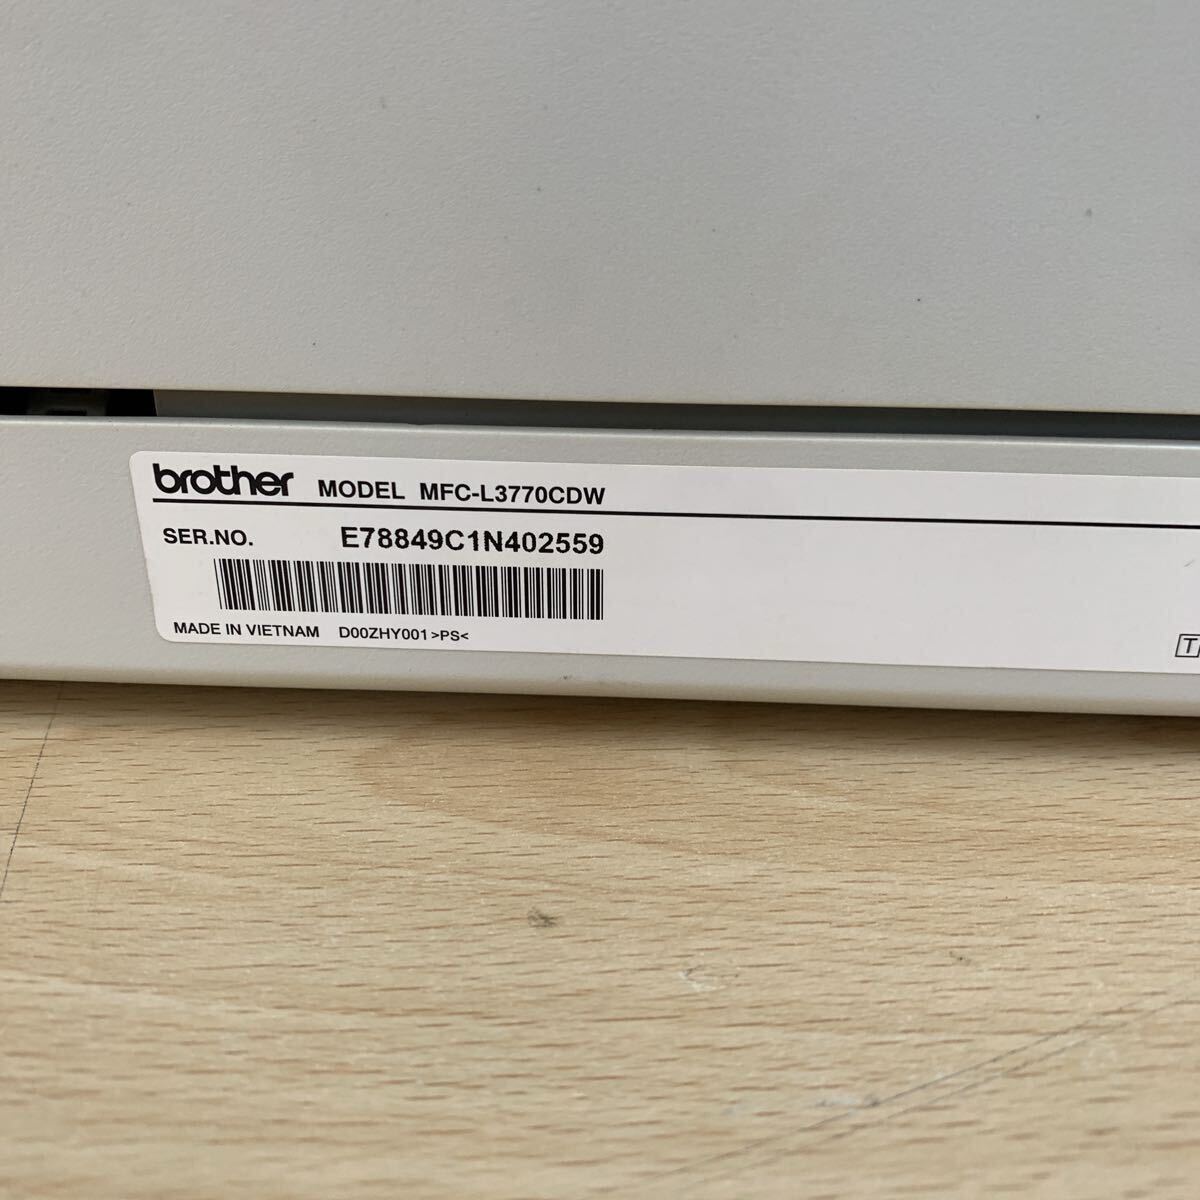 brother MODEL MFC-L3770CDW
SER.NO. E78849C1N402559
MADE IN VIETNAM D00ZHY001 >PS<
T